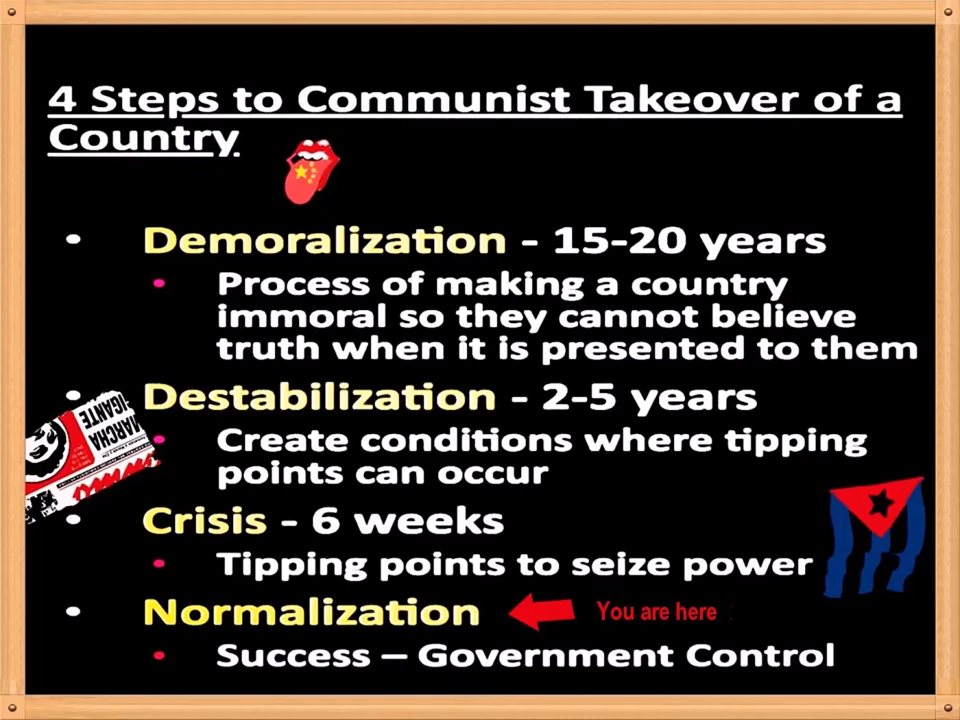 4 Steps to Communist Takeover of a
Country
• Demoralization - 15-20 years
• Process of making a country
immoral so they cannot believe
truth when it is presented to them
• Destabilization - 2-5 years
• Create conditions where tipping
points can occur
MARCHA
GIGANTE
• Crisis - 6 weeks
• Tipping points to seize power
• Normalization
You are here
• Success – Government Control